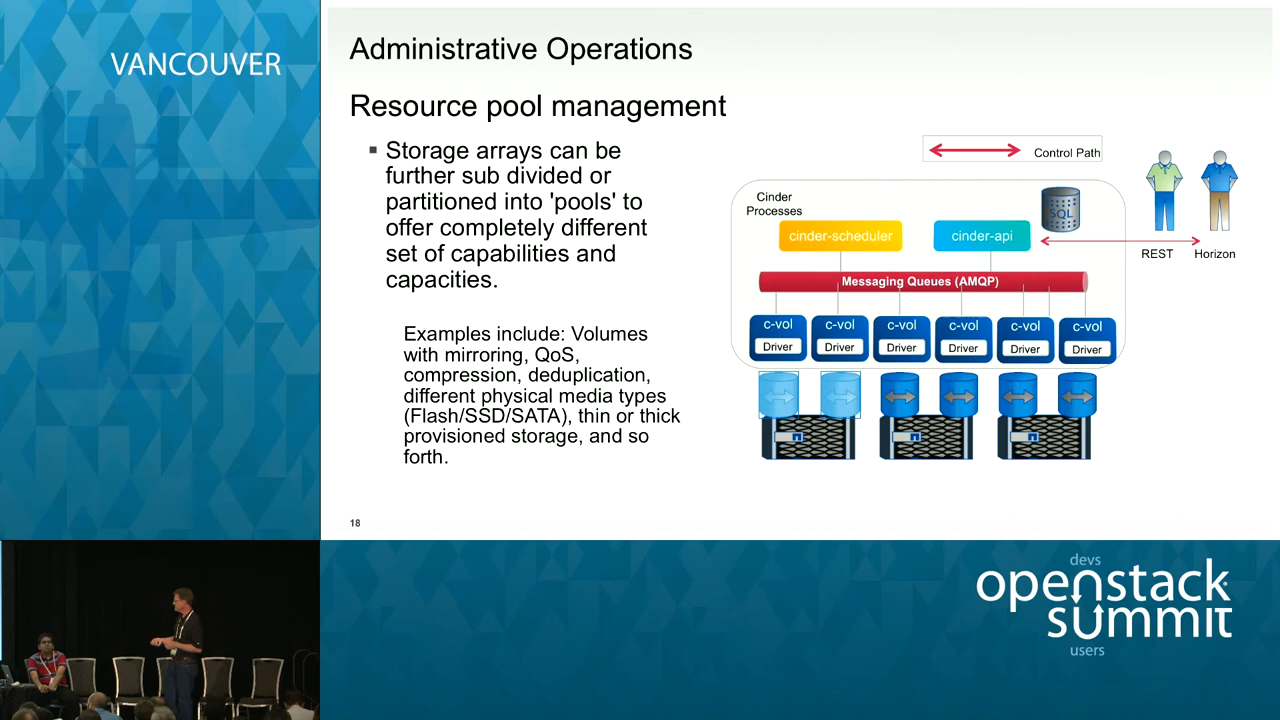 VANCOUVER
Administrative Operations
Resource pool management
Storage arrays can be
further sub divided or
partitioned into 'pools' to
offer completely different
set of capabilities and
capacities.
Examples include: Volumes
with mirroring, QoS,
compression, deduplication,
different physical media types
(Flash/SSD/SATA), thin or thick
provisioned storage, and so
forth.
18
Control Path
Cinder
Processes
SQL
cinder-scheduler
cinder-api
REST
Horizon
Messaging Queues (AMQP)
c-vol
Driver
c-vol
Driver
c-vol
Driver
c-vol
Driver
c-vol
Driver
c-vol
Driver
devs
openstack
summit
users